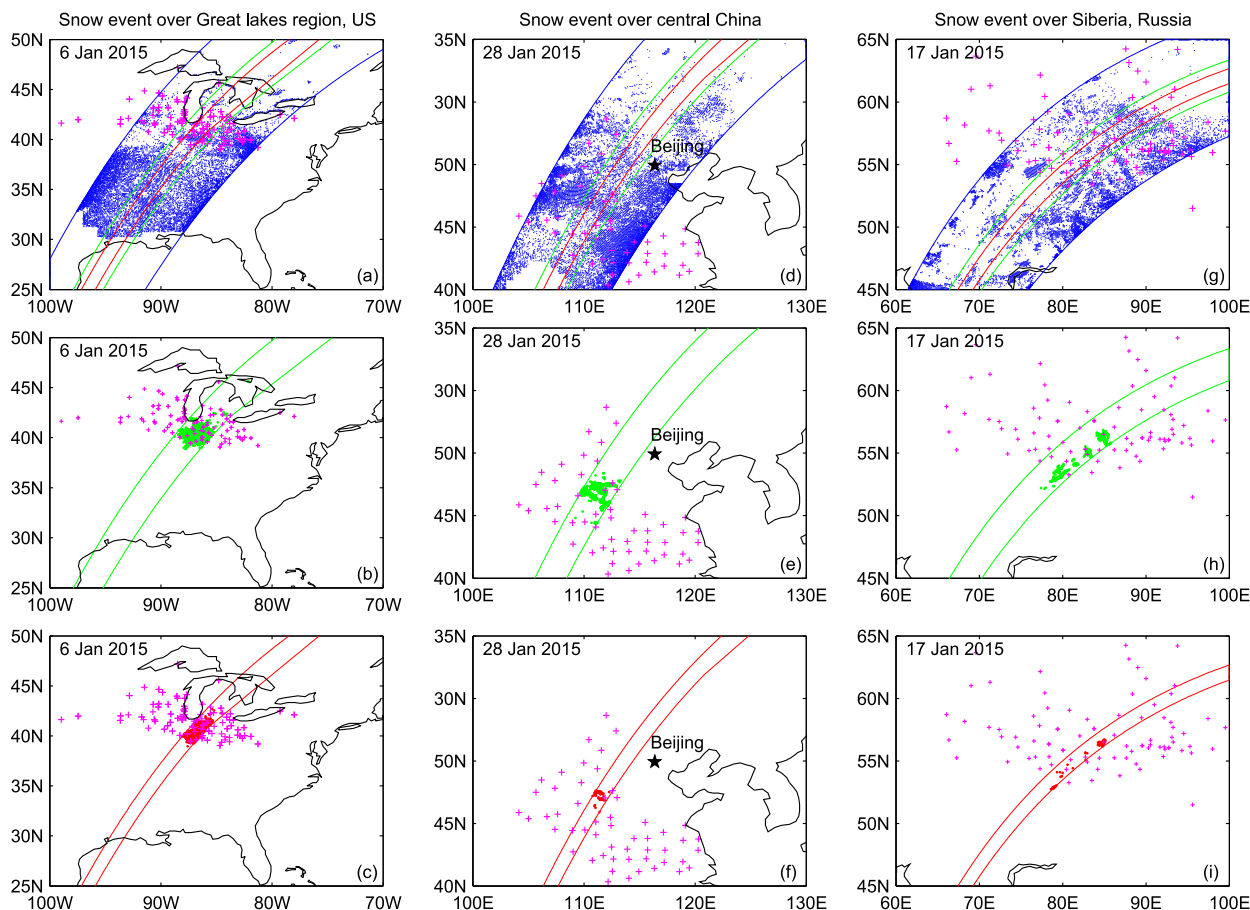 Snow event over Great lakes region, US
Snow event over central China
Snow event over Siberia, Russia
50N
45N
40N
35N
30N
25N
6 Jan 2015
(a)
100W
90W
80W
70W
35N
30N
50N
45N
40N
28 Jan 2015
Beijing
(d)
100E
110E
120E
130E
65N
60N
55N
50N
45N
17 Jan 2015
(g)
60E
70E
80E
90E
100E
50N
45N
40N
35N
30N
25N
6 Jan 2015
(b)
100W
90W
80W
70W
35N
30N
50N
45N
40N
28 Jan 2015
Beijing
(e)
100E
110E
120E
130E
65N
60N
55N
50N
45N
17 Jan 2015
(h)
60E
70E
80E
90E
100E
50N
45N
40N
35N
30N
25N
6 Jan 2015
(c)
100W
90W
80W
70W
35N
30N
50N
45N
40N
28 Jan 2015
Beijing
(f)
100E
110E
120E
130E
65N
60N
55N
50N
45N
17 Jan 2015
(i)
60E
70E
80E
90E
100E